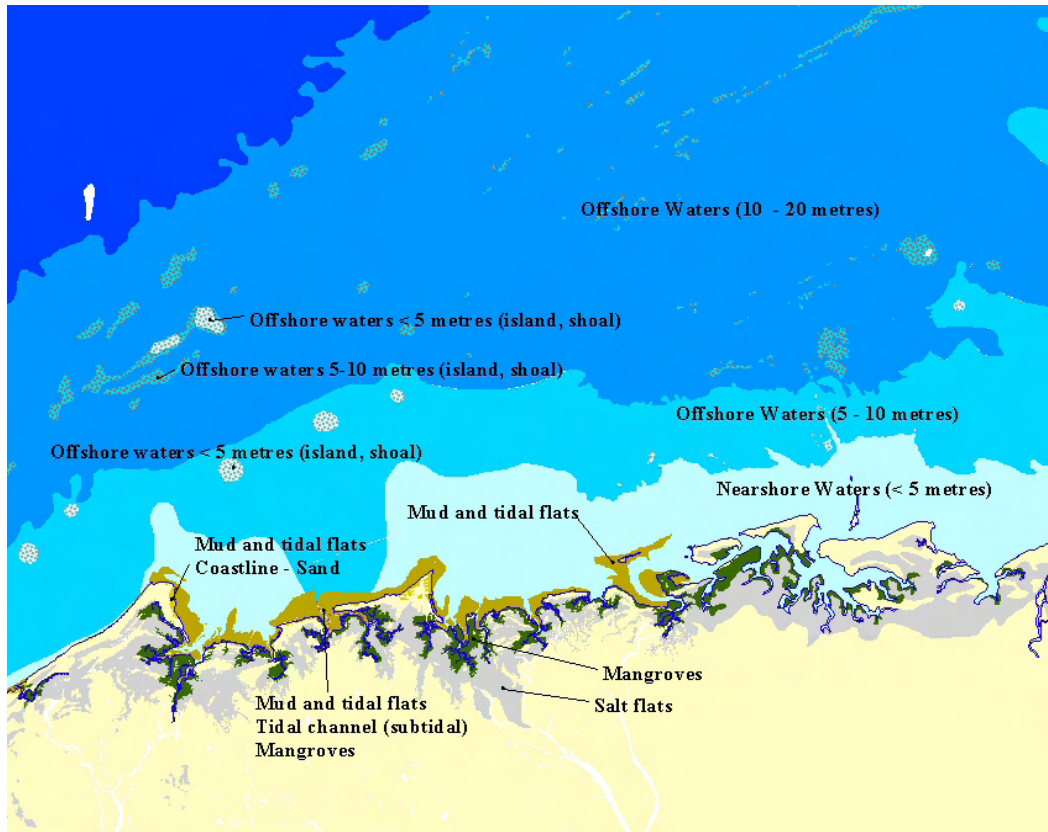 Offshore Waters (10 - 20 metres)
Offshore waters < 5 metres (island, shoal)
Offshore waters 5-10 metres (island, shoal)
Offshore Waters (5 - 10 metres)
Offshore waters < 5 metres (island, shoal)
Nearshore Waters (< 5 metres)
Mud and tidal flats
Mud and tidal flats
Coastline - Sand
Mangroves
Salt flats
Mud and tidal flats
Tidal channel (subtidal)
Mangroves